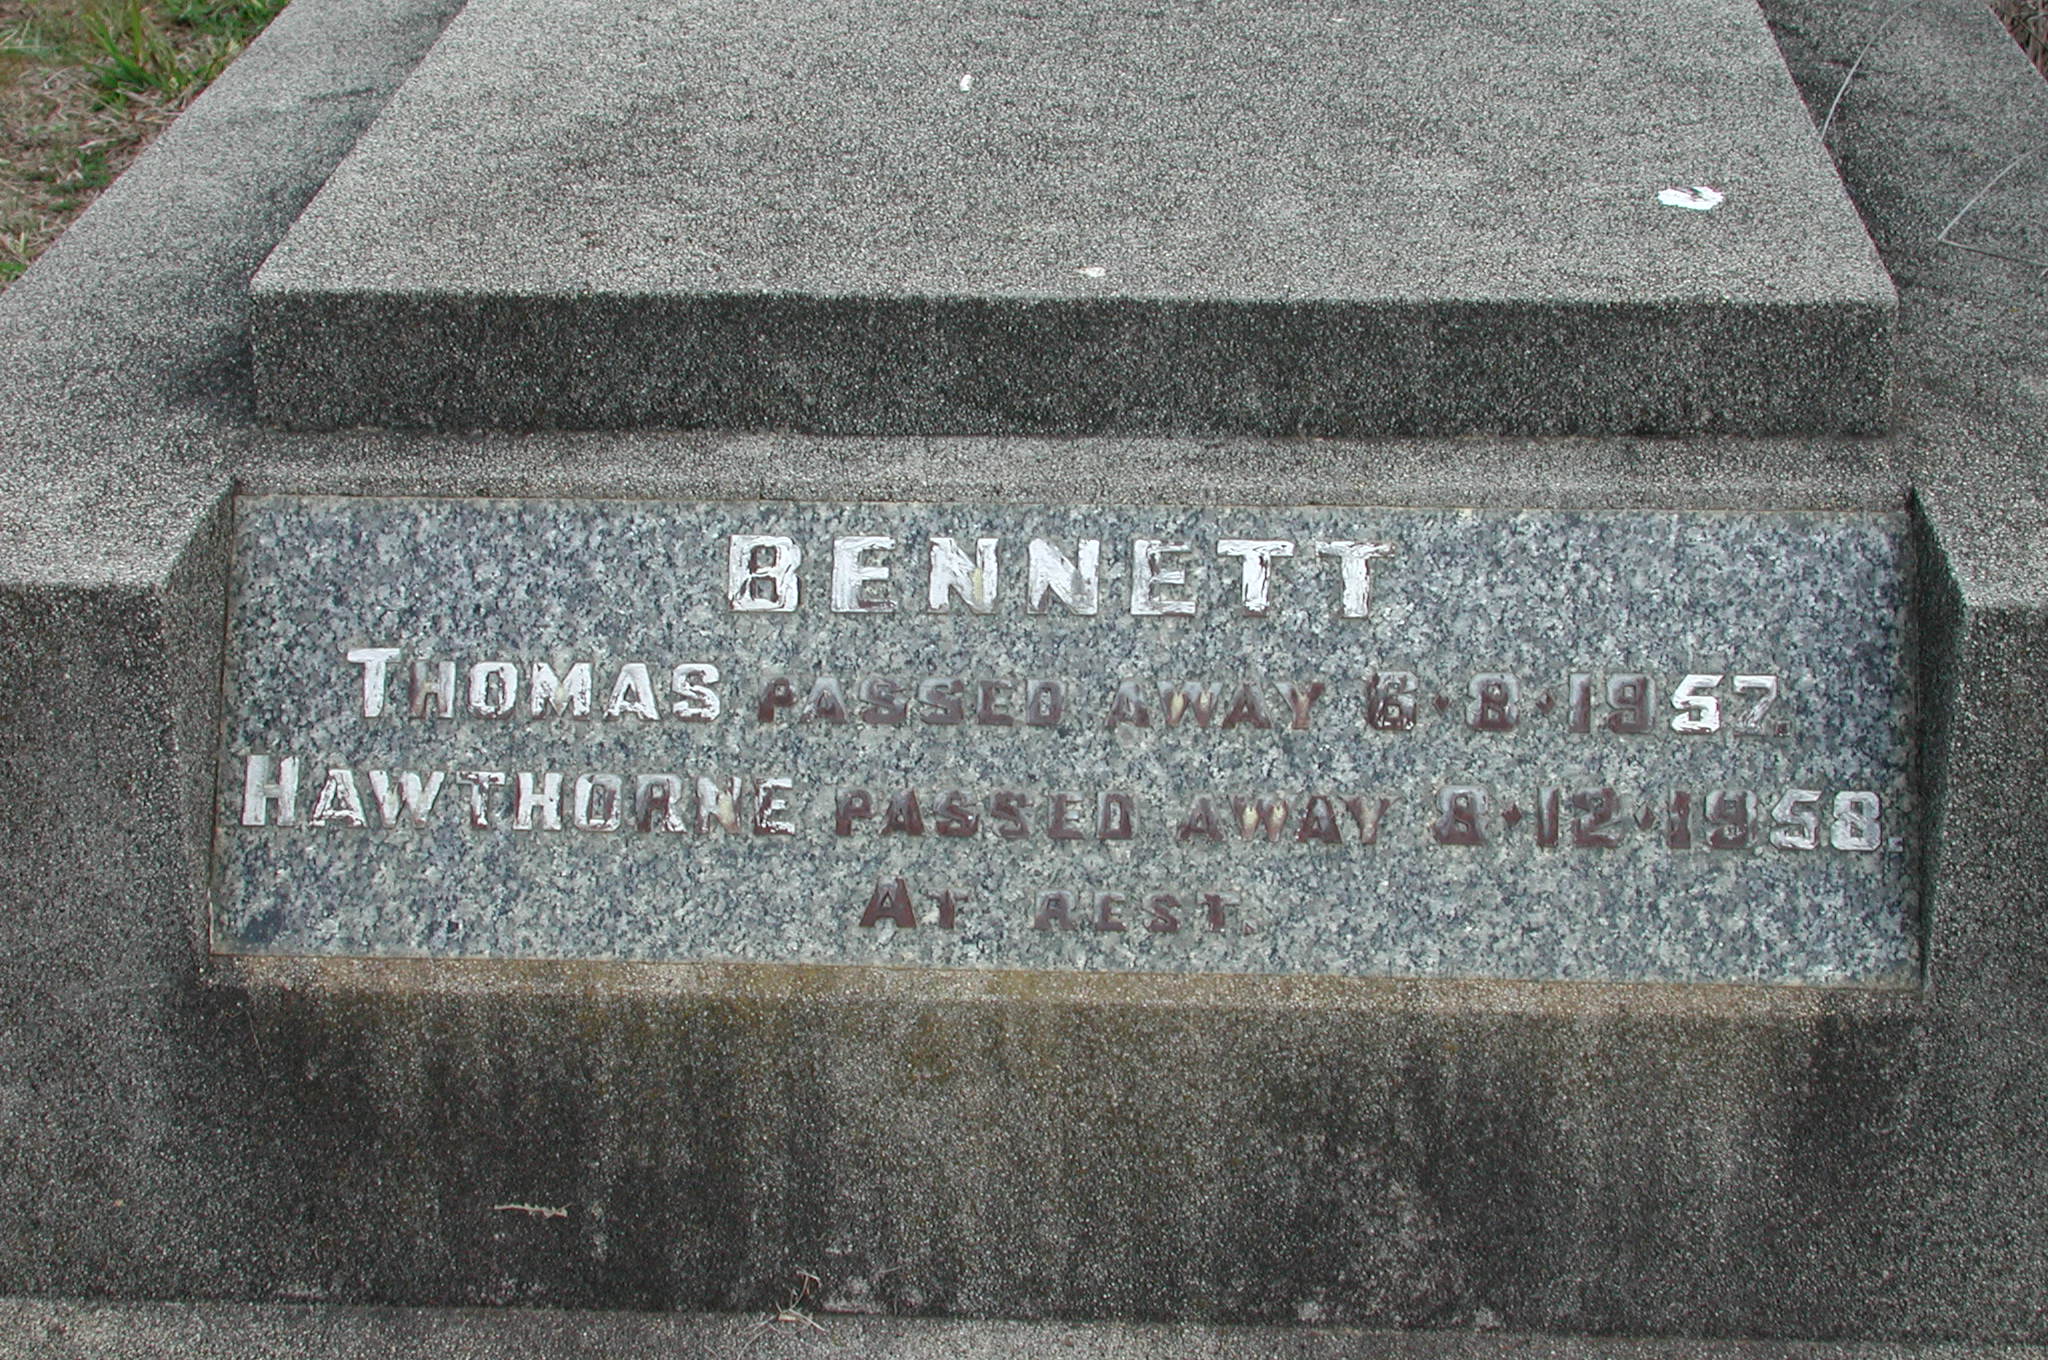 BENNETT
THOMAS PASSED AWAY 6·8·1957.
HAWTHORNE PASSED AWAY 8·12·1958.
AT REST.